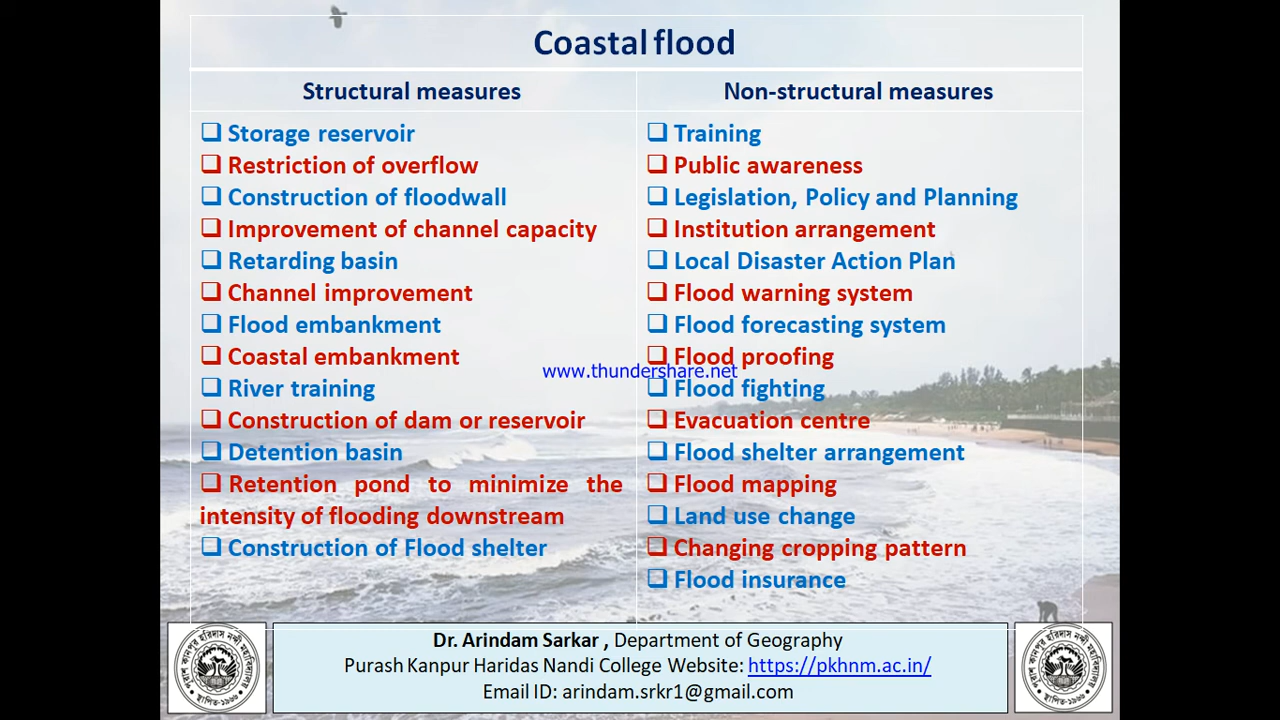 Coastal flood
Structural measures
Non-structural measures
Storage reservoir
Restriction of overflow
Construction of floodwall
Improvement of channel capacity
Retarding basin
Channel improvement
Flood embankment
Coastal embankment
River training
Construction of dam or reservoir
Detention basin
Retention pond to minimize the
intensity of flooding downstream
Construction of Flood shelter
Training
Public awareness
Legislation, Policy and Planning
Institution arrangement
Local Disaster Action Plan
Flood warning system
Flood forecasting system
Flood proofing
Flood fighting
Evacuation centre
Flood shelter arrangement
Flood mapping
Land use change
Changing cropping pattern
Flood insurance
www.thundershare.net
Dr. Arindam Sarkar , Department of Geography
Purash Kanpur Haridas Nandi College Website: https://pkhnm.ac.in/
Email ID: arindam.srkr1@gmail.com